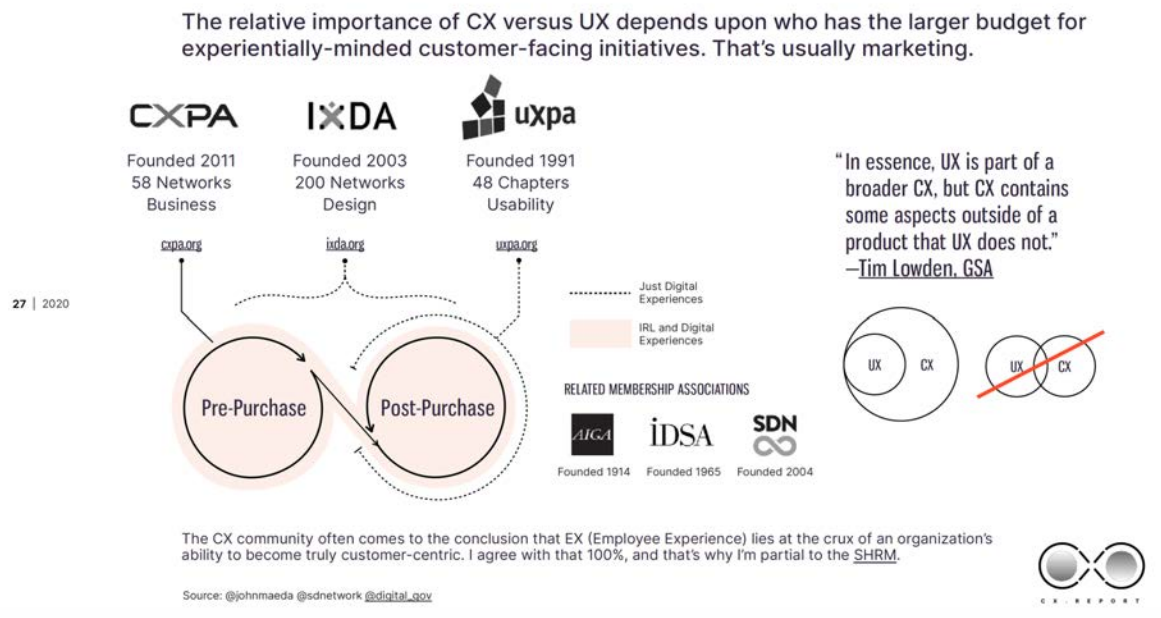 The relative importance of CX versus UX depends upon who has the larger budget for
experientially-minded customer-facing initiatives. That's usually marketing.
CXPA
Founded 2011
58 Networks
Business
cxpa.org
IXDA
Founded 2003
200 Networks
Design
ixda.org
uxpa
Founded 1991
48 Chapters
Usability
uxpa.org
“In essence, UX is part of a
broader CX, but CX contains
some aspects outside of a
product that UX does not.”
—Tim Lowden, GSA
27 | 2020
Just Digital
Experiences
IRL and Digital
Experiences
Pre-Purchase
Post-Purchase
UX
CX
UX
CX
RELATED MEMBERSHIP ASSOCIATIONS
AIGA
Founded 1914
iDSA
Founded 1965
SDN
Founded 2004
The CX community often comes to the conclusion that EX (Employee Experience) lies at the crux of an organization's
ability to become truly customer-centric. I agree with that 100%, and that's why I'm partial to the SHRM.
Source: @johnmaeda @sdnetwork @digital_gov
CX.REPORT